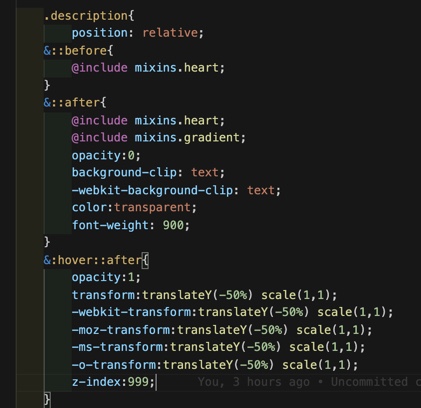 .description{
position: relative;
&::before{
@include mixins.heart;
}
&::after{
@include mixins.heart;
@include mixins.gradient;
opacity:0;
background-clip: text;
-webkit-background-clip: text;
color:transparent;
font-weight: 900;
}
&:hover::after{
opacity:1;
transform:translateY(-50%) scale(1,1);
-webkit-transform:translateY(-50%) scale(1,1);
-moz-transform:translateY(-50%) scale(1,1);
-ms-transform:translateY(-50%) scale(1,1);
-o-transform:translateY(-50%) scale(1,1);
z-index:999; You, 3 hours ago • Uncommitted c
}